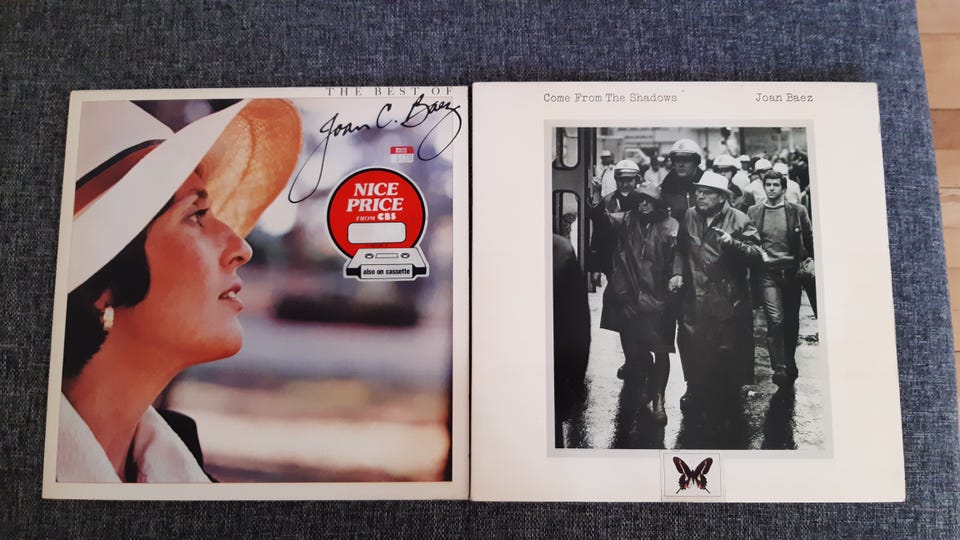 THE BEST OF
Joan C. Baez
NICE
PRICE
FROM CBS
also on cassette
Come From The Shadows
Joan Baez